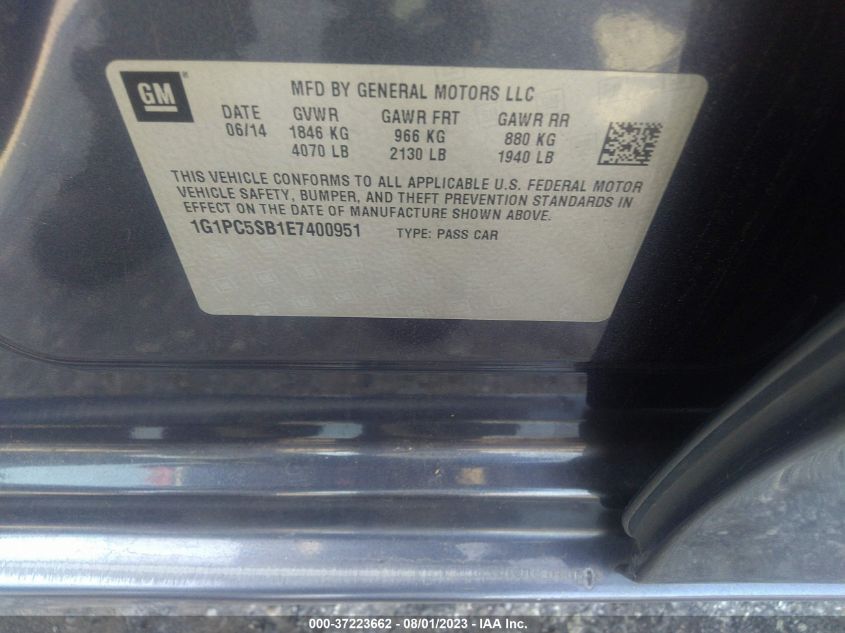 GM
MFD BY GENERAL MOTORS LLC
DATE GVWR GAWR FRT GAWR RR
06/14 1846 KG 966 KG 880 KG
4070 LB 2130 LB 1940 LB
THIS VEHICLE CONFORMS TO ALL APPLICABLE U.S. FEDERAL MOTOR
VEHICLE SAFETY, BUMPER, AND THEFT PREVENTION STANDARDS IN
EFFECT ON THE DATE OF MANUFACTURE SHOWN ABOVE.
1G1PC5SB1E7400951 TYPE: PASS CAR
000-37223662 - 08/01/2023 - IAA Inc.